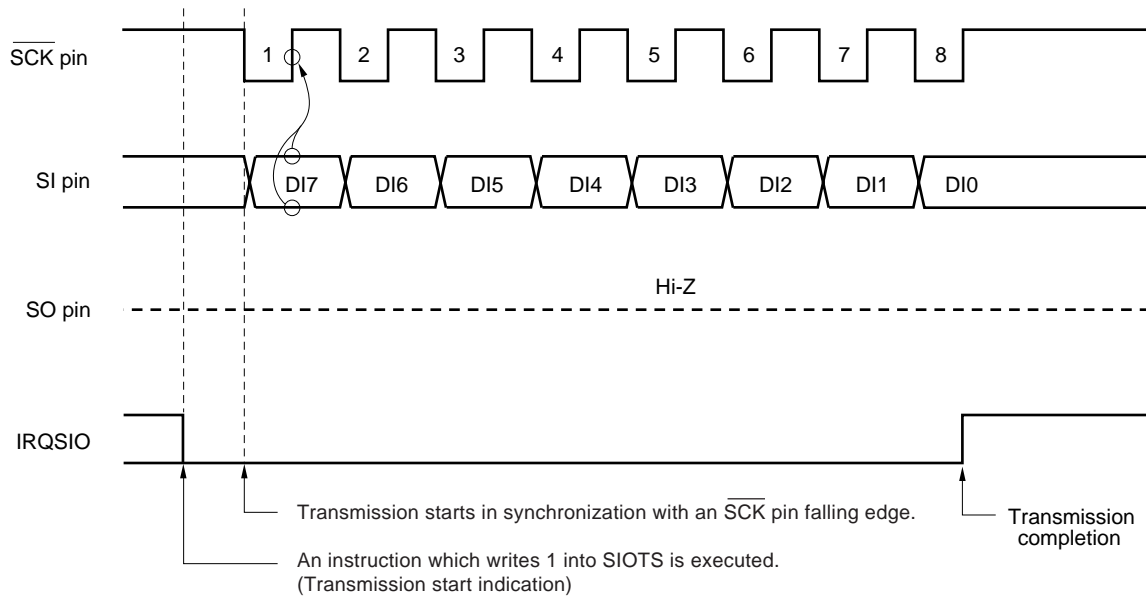 SCK pin
1 2 3 4 5 6 7 8
SI pin
DI7 DI6 DI5 DI4 DI3 DI2 DI1 DI0
Hi-Z
SO pin
IRQSIO
Transmission starts in synchronization with an SCK pin falling edge.
Transmission
completion
An instruction which writes 1 into SIOTS is executed.
(Transmission start indication)